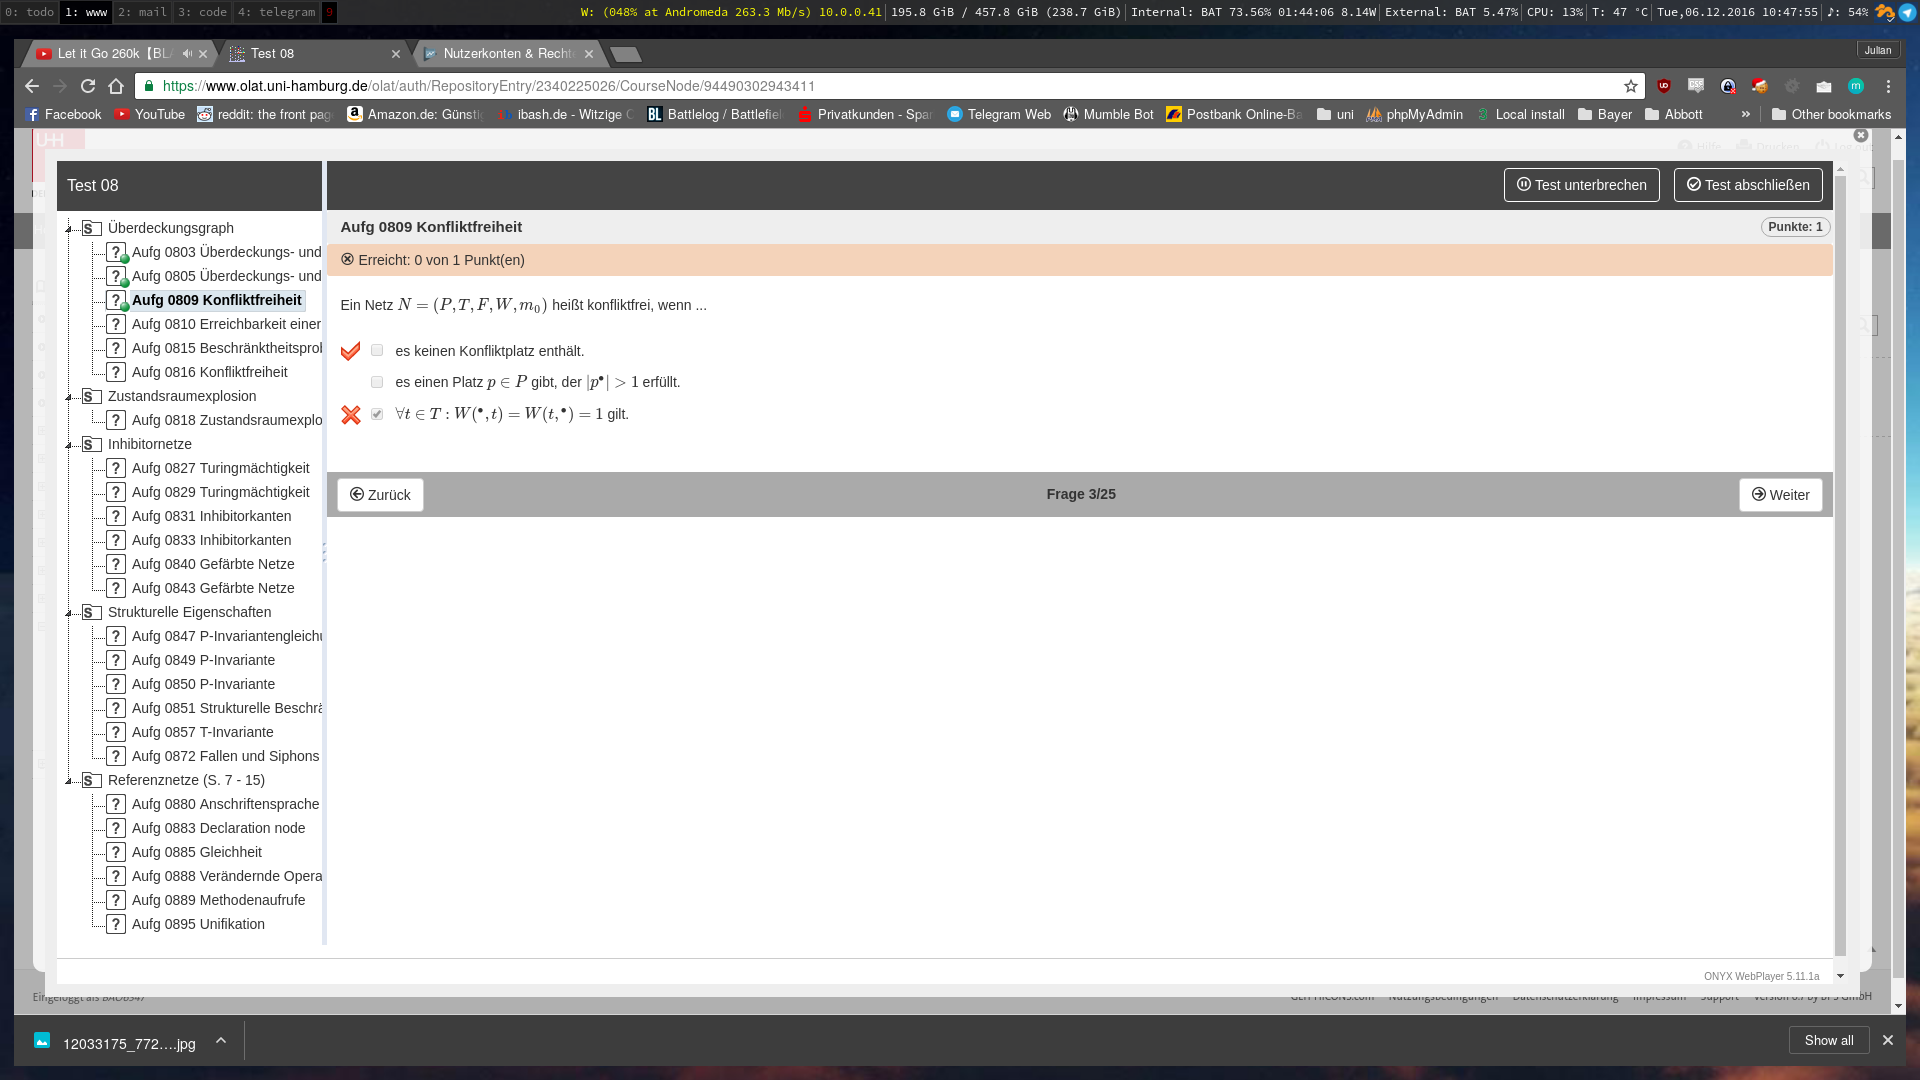 0: todo 1: www 2: mail 3: code 4: telegram 9 W: (048% at Andromeda 263.3 Mb/s) 10.0.0.41 195.8 GiB / 457.8 GiB (238.7 GiB) Internal: BAT 73.56% 01:44:06 8.14W External: BAT 5.47% CPU: 13% T: 47 °C Tue,06.12.2016 10:47:55 ♪: 54%
Let it Go 260k【BL Test 08 Nutzerkonten & Recht Julian
https://www.olat.uni-hamburg.de/olat/auth/RepositoryEntry/2340225026/CourseNode/94490302943411
Facebook YouTube reddit: the front pag Amazon.de: Günsti ibash.de - Witzige Battlelog / Battlefie Privatkunden - Spar Telegram Web Mumble Bot Postbank Online-Ba uni phpMyAdmin Local install Bayer Abbott » Other bookmarks
Test 08 Test unterbrechen Test abschließen
Überdeckungsgraph
Aufg 0803 Überdeckungs- und
Aufg 0805 Überdeckungs- und
Aufg 0809 Konfliktfreiheit
Aufg 0810 Erreichbarkeit einer
Aufg 0815 Beschränktheitsprob
Aufg 0816 Konfliktfreiheit
Zustandsraumexplosion
Aufg 0818 Zustandsraumexplo
Inhibitornetze
Aufg 0827 Turingmächtigkeit
Aufg 0829 Turingmächtigkeit
Aufg 0831 Inhibitorkanten
Aufg 0833 Inhibitorkanten
Aufg 0840 Gefärbte Netze
Aufg 0843 Gefärbte Netze
Strukturelle Eigenschaften
Aufg 0847 P-Invariantengleichu
Aufg 0849 P-Invariante
Aufg 0850 P-Invariante
Aufg 0851 Strukturelle Beschrä
Aufg 0857 T-Invariante
Aufg 0872 Fallen und Siphons
Referenznetze (S. 7 - 15)
Aufg 0880 Anschriftensprache
Aufg 0883 Declaration node
Aufg 0885 Gleichheit
Aufg 0888 Verändernde Opera
Aufg 0889 Methodenaufrufe
Aufg 0895 Unifikation
Aufg 0809 Konfliktfreiheit Punkte: 1
Erreicht: 0 von 1 Punkt(en)
Ein Netz N = (P, T, F, W, m₀) heißt konfliktfrei, wenn ...
es keinen Konfliktplatz enthält.
es einen Platz p ∈ P gibt, der |p•| > 1 erfüllt.
∀t ∈ T : W(•, t) = W(t, •) = 1 gilt.
Zurück Frage 3/25 Weiter
ONYX WebPlayer 5.11.1a
12033175_772....jpg Show all